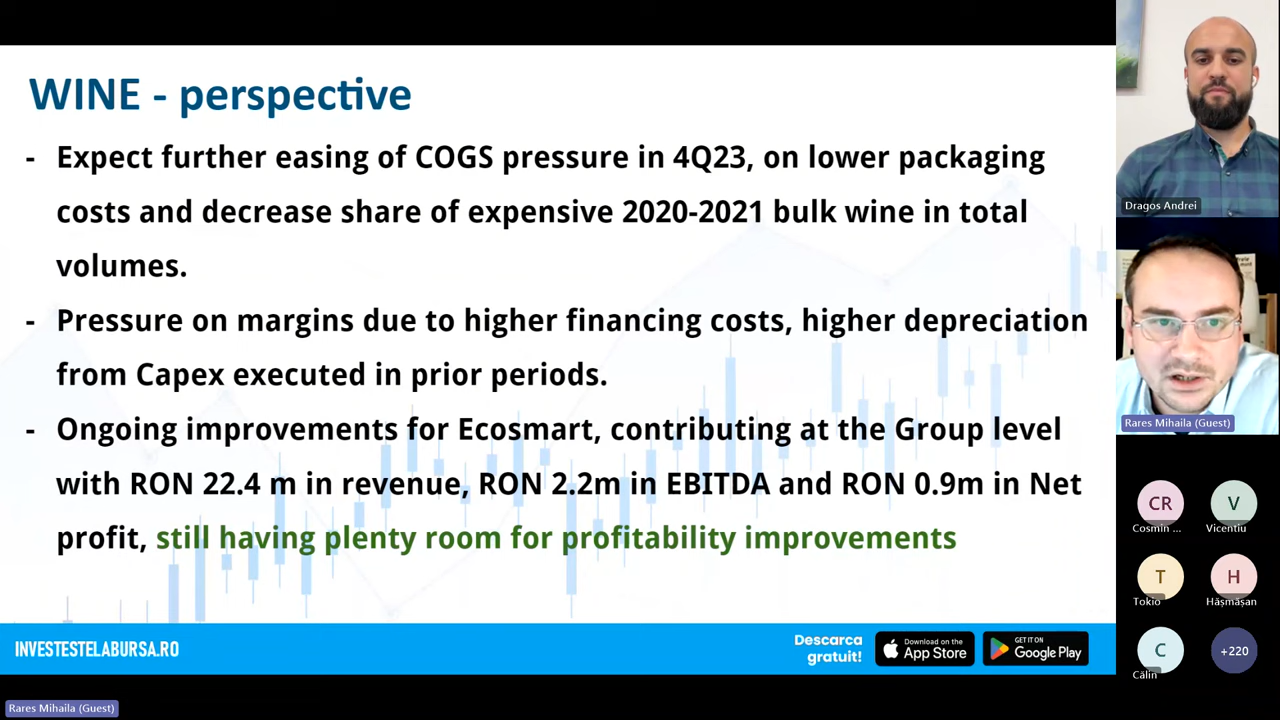 WINE - perspective
- Expect further easing of COGS pressure in 4Q23, on lower packaging
costs and decrease share of expensive 2020-2021 bulk wine in total
volumes.
- Pressure on margins due to higher financing costs, higher depreciation
from Capex executed in prior periods.
- Ongoing improvements for Ecosmart, contributing at the Group level
with RON 22.4 m in revenue, RON 2.2m in EBITDA and RON 0.9m in Net
profit, still having plenty room for profitability improvements
INVESTESTELABURSA.RO
Descarca
gratuit!
Download on the
App Store
GET IT ON
Google Play
Rares Mihaila (Guest)
Dragos Andrei
Rares Mihaila (Guest)
CR
Cosmin ...
V
Vicentiu
T
Tokio
H
Hășmășan
C
Călin
+220